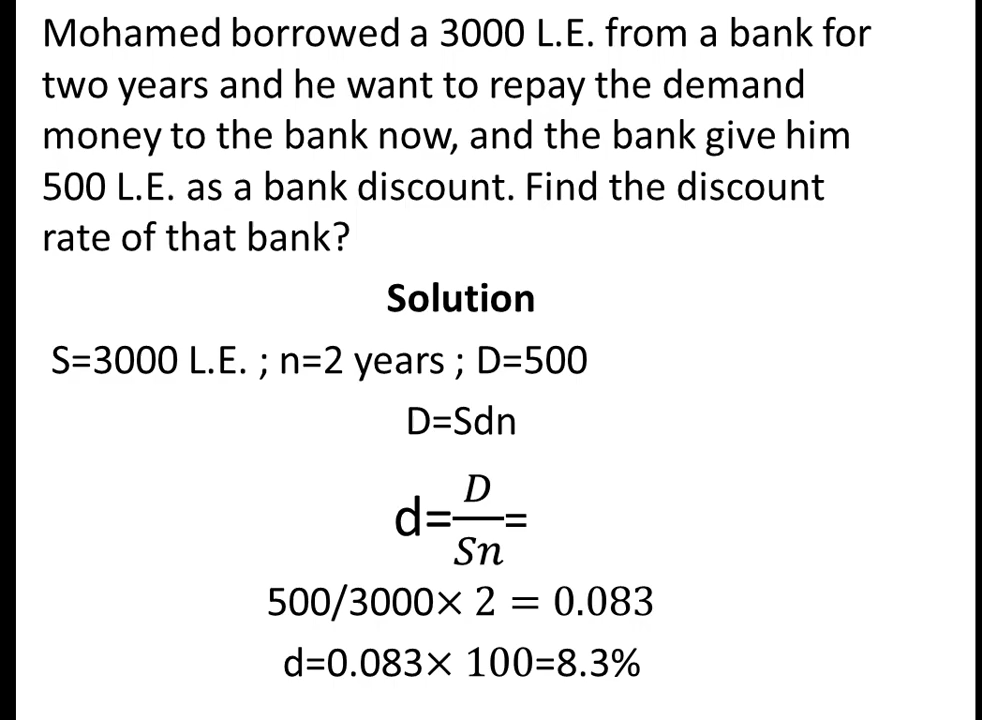 Mohamed borrowed a 3000 L.E. from a bank for
two years and he want to repay the demand
money to the bank now, and the bank give him
500 L.E. as a bank discount. Find the discount
rate of that bank?
Solution
S=3000 L.E. ; n=2 years ; D=500
D=Sdn
d=D/Sn=
500/3000× 2 = 0.083
d=0.083× 100=8.3%